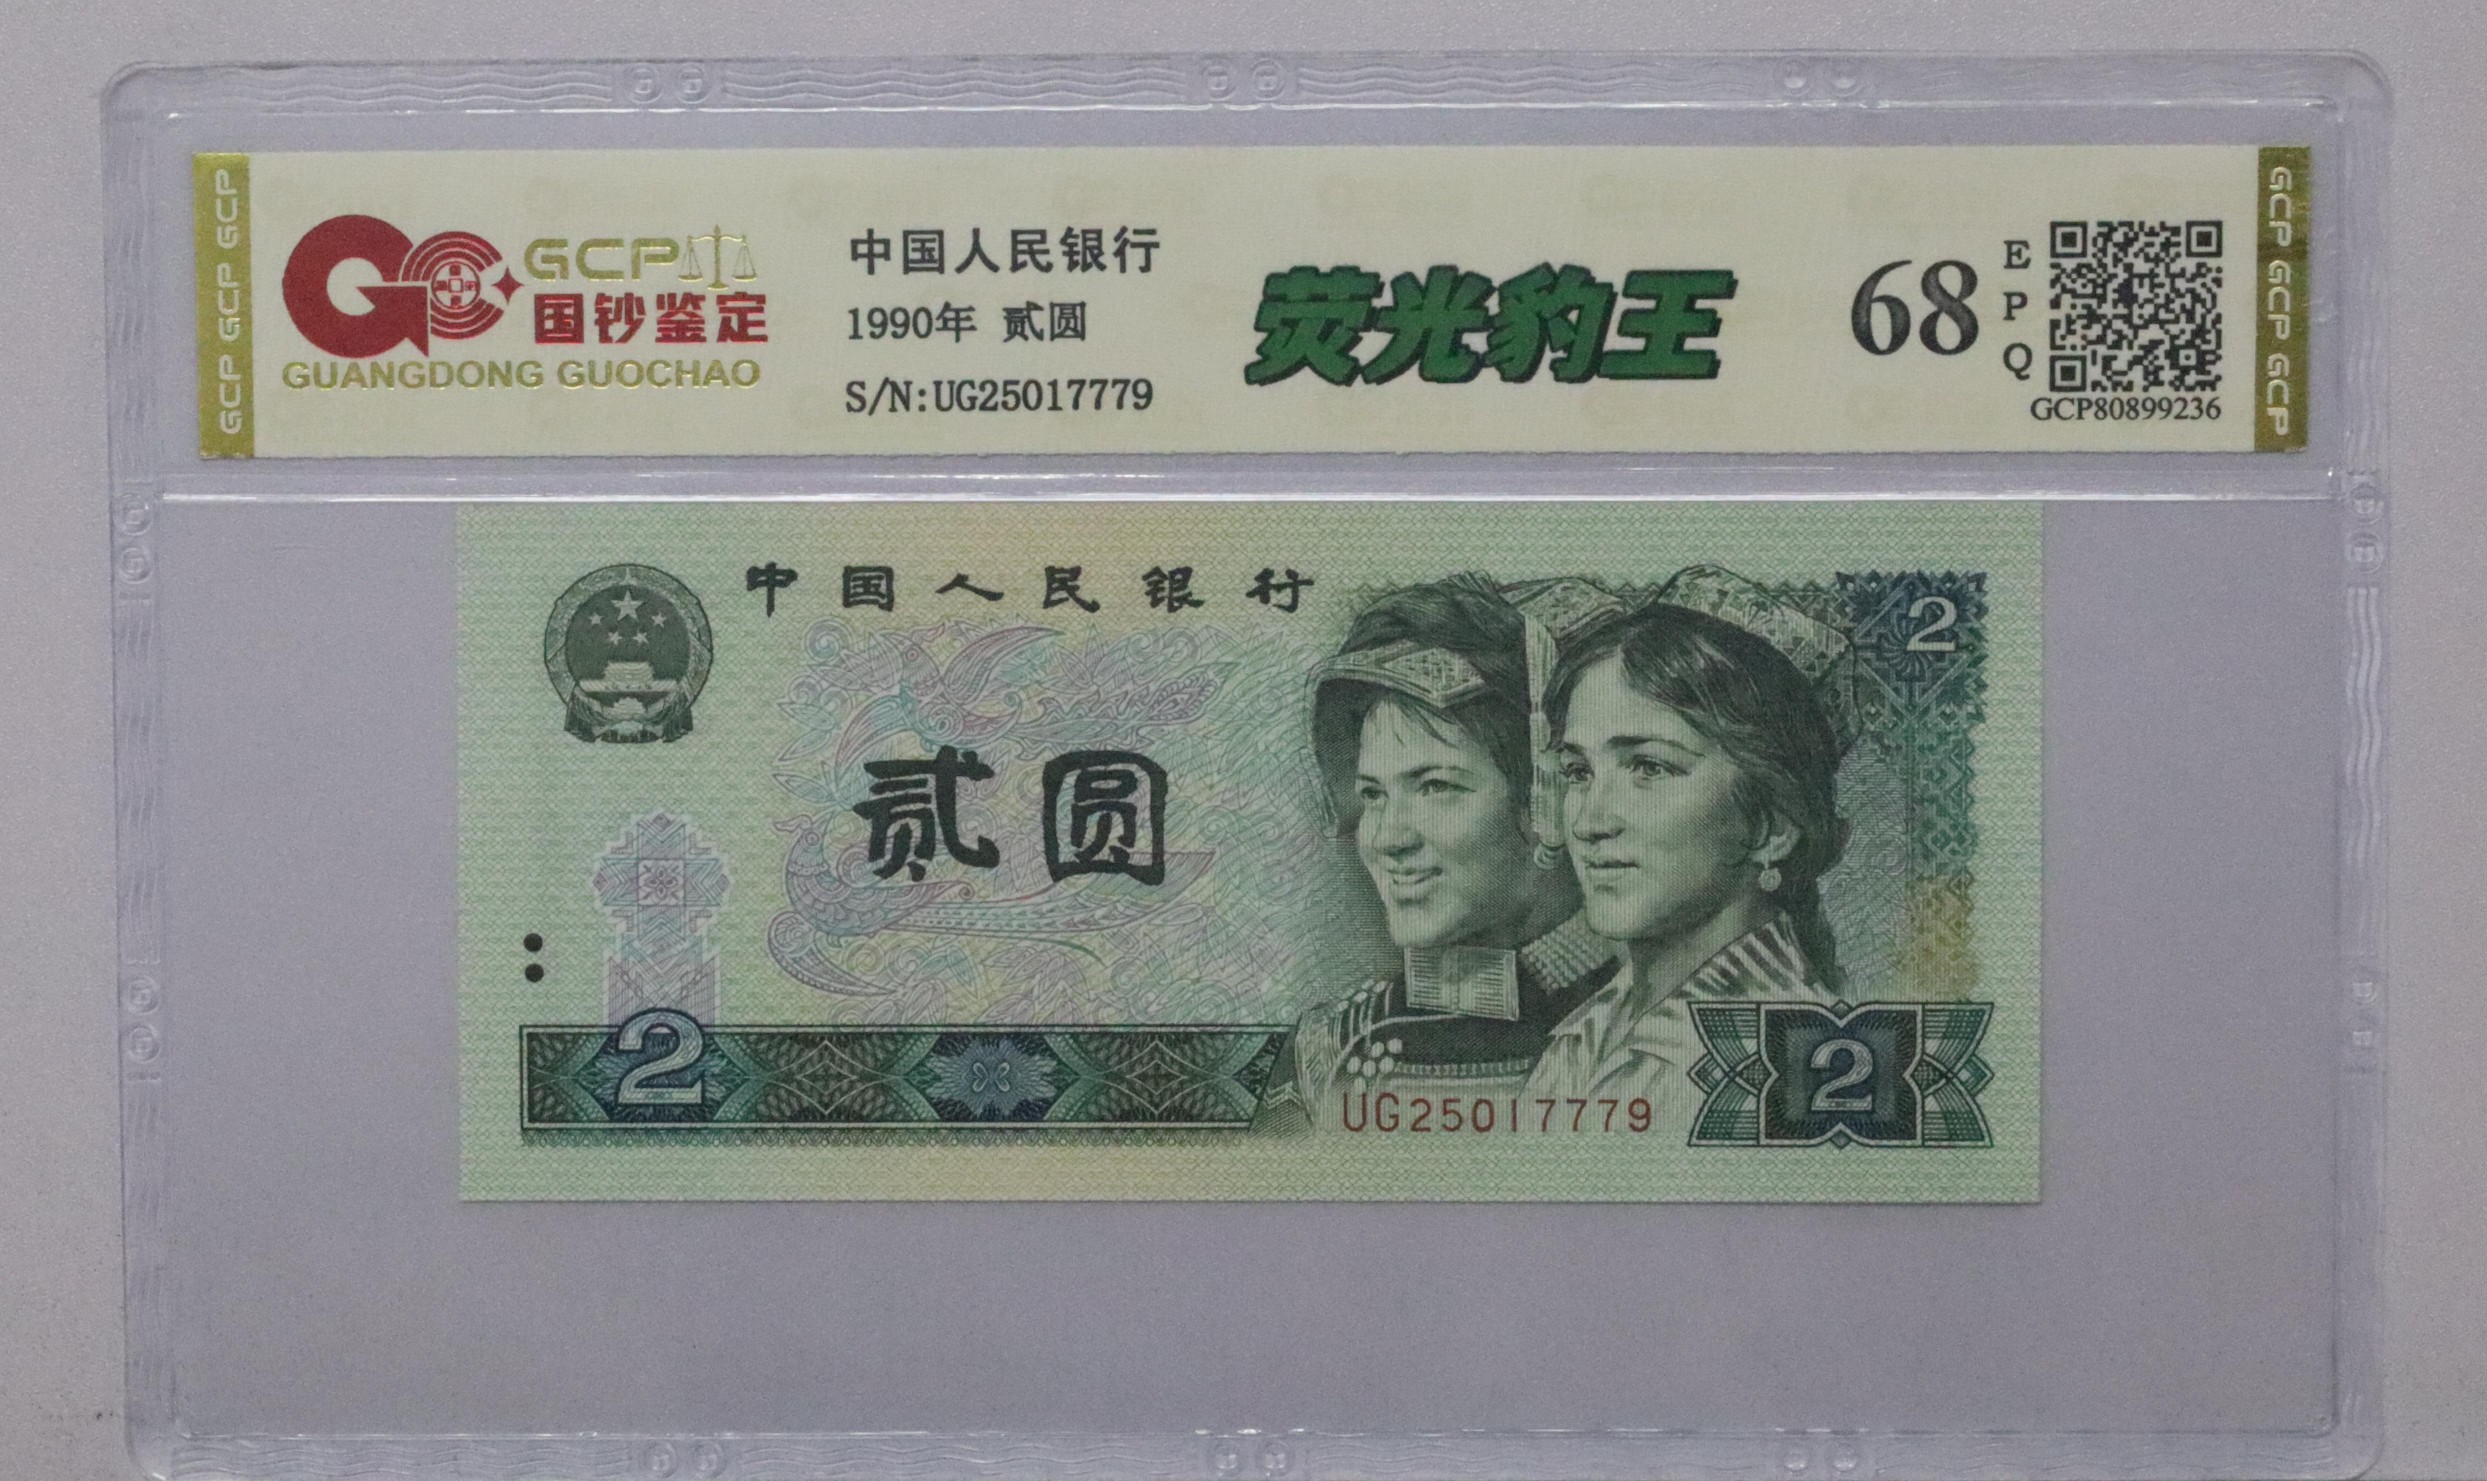 GCP GCP GCP
GCP
国钞鉴定
GUANGDONG GUOCHAO
中国人民银行
1990年 贰圆
S/N:UG25017779
荧光豹王
68
E
P
Q
GCP80899236
GCP GCP GCP
中国人民银行
2
贰圆
2
UG25017779
2